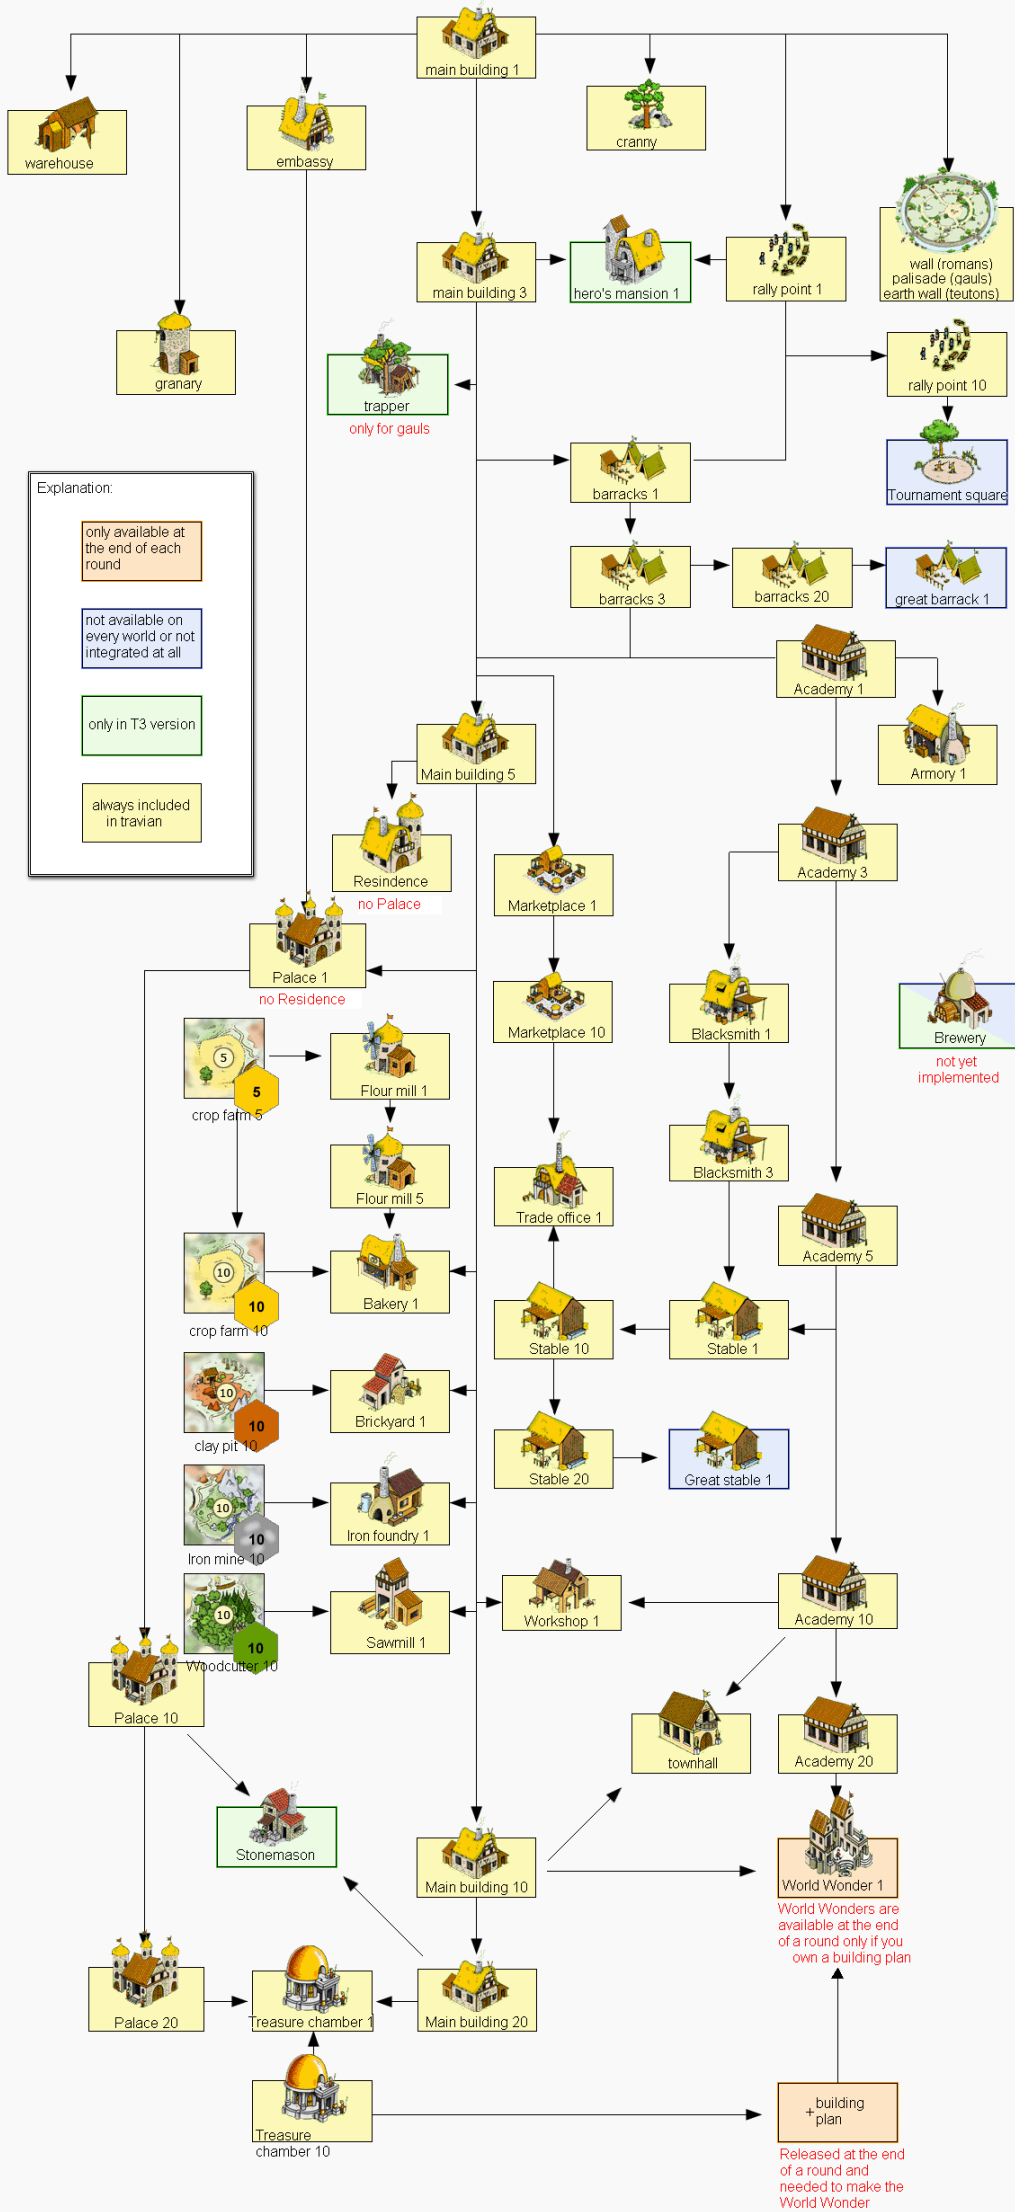 main building 1
warehouse
embassy
cranny
wall (romans)
palisade (gauls)
earth wall (teutons)
main building 3
hero's mansion 1
rally point 1
granary
trapper
only for gauls
rally point 10
Tournament square
barracks 1
Explanation:
only available at
the end of each
round
not available on
every world or not
integrated at all
only in T3 version
always included
in travian
barracks 3
barracks 20
great barrack 1
Academy 1
Armory 1
Main building 5
Resindence
no Palace
Academy 3
Marketplace 1
Palace 1
no Residence
Marketplace 10
Blacksmith 1
Brewery
not yet
implemented
5
5
crop farm 5
Flour mill 1
Flour mill 5
Blacksmith 3
Trade office 1
Academy 5
10
10
crop farm 10
Bakery 1
Stable 10
Stable 1
10
10
clay pit 10
Brickyard 1
Stable 20
Great stable 1
10
10
Iron mine 10
Iron foundry 1
10
10
Woodcutter 10
Sawmill 1
Workshop 1
Academy 10
Palace 10
townhall
Academy 20
Stonemason
Main building 10
World Wonder 1
World Wonders are
available at the end
of a round only if you
own a building plan
Palace 20
Treasure chamber 1
Main building 20
Treasure
chamber 10
+building
plan
Released at the end
of a round and
needed to make the
World Wonder